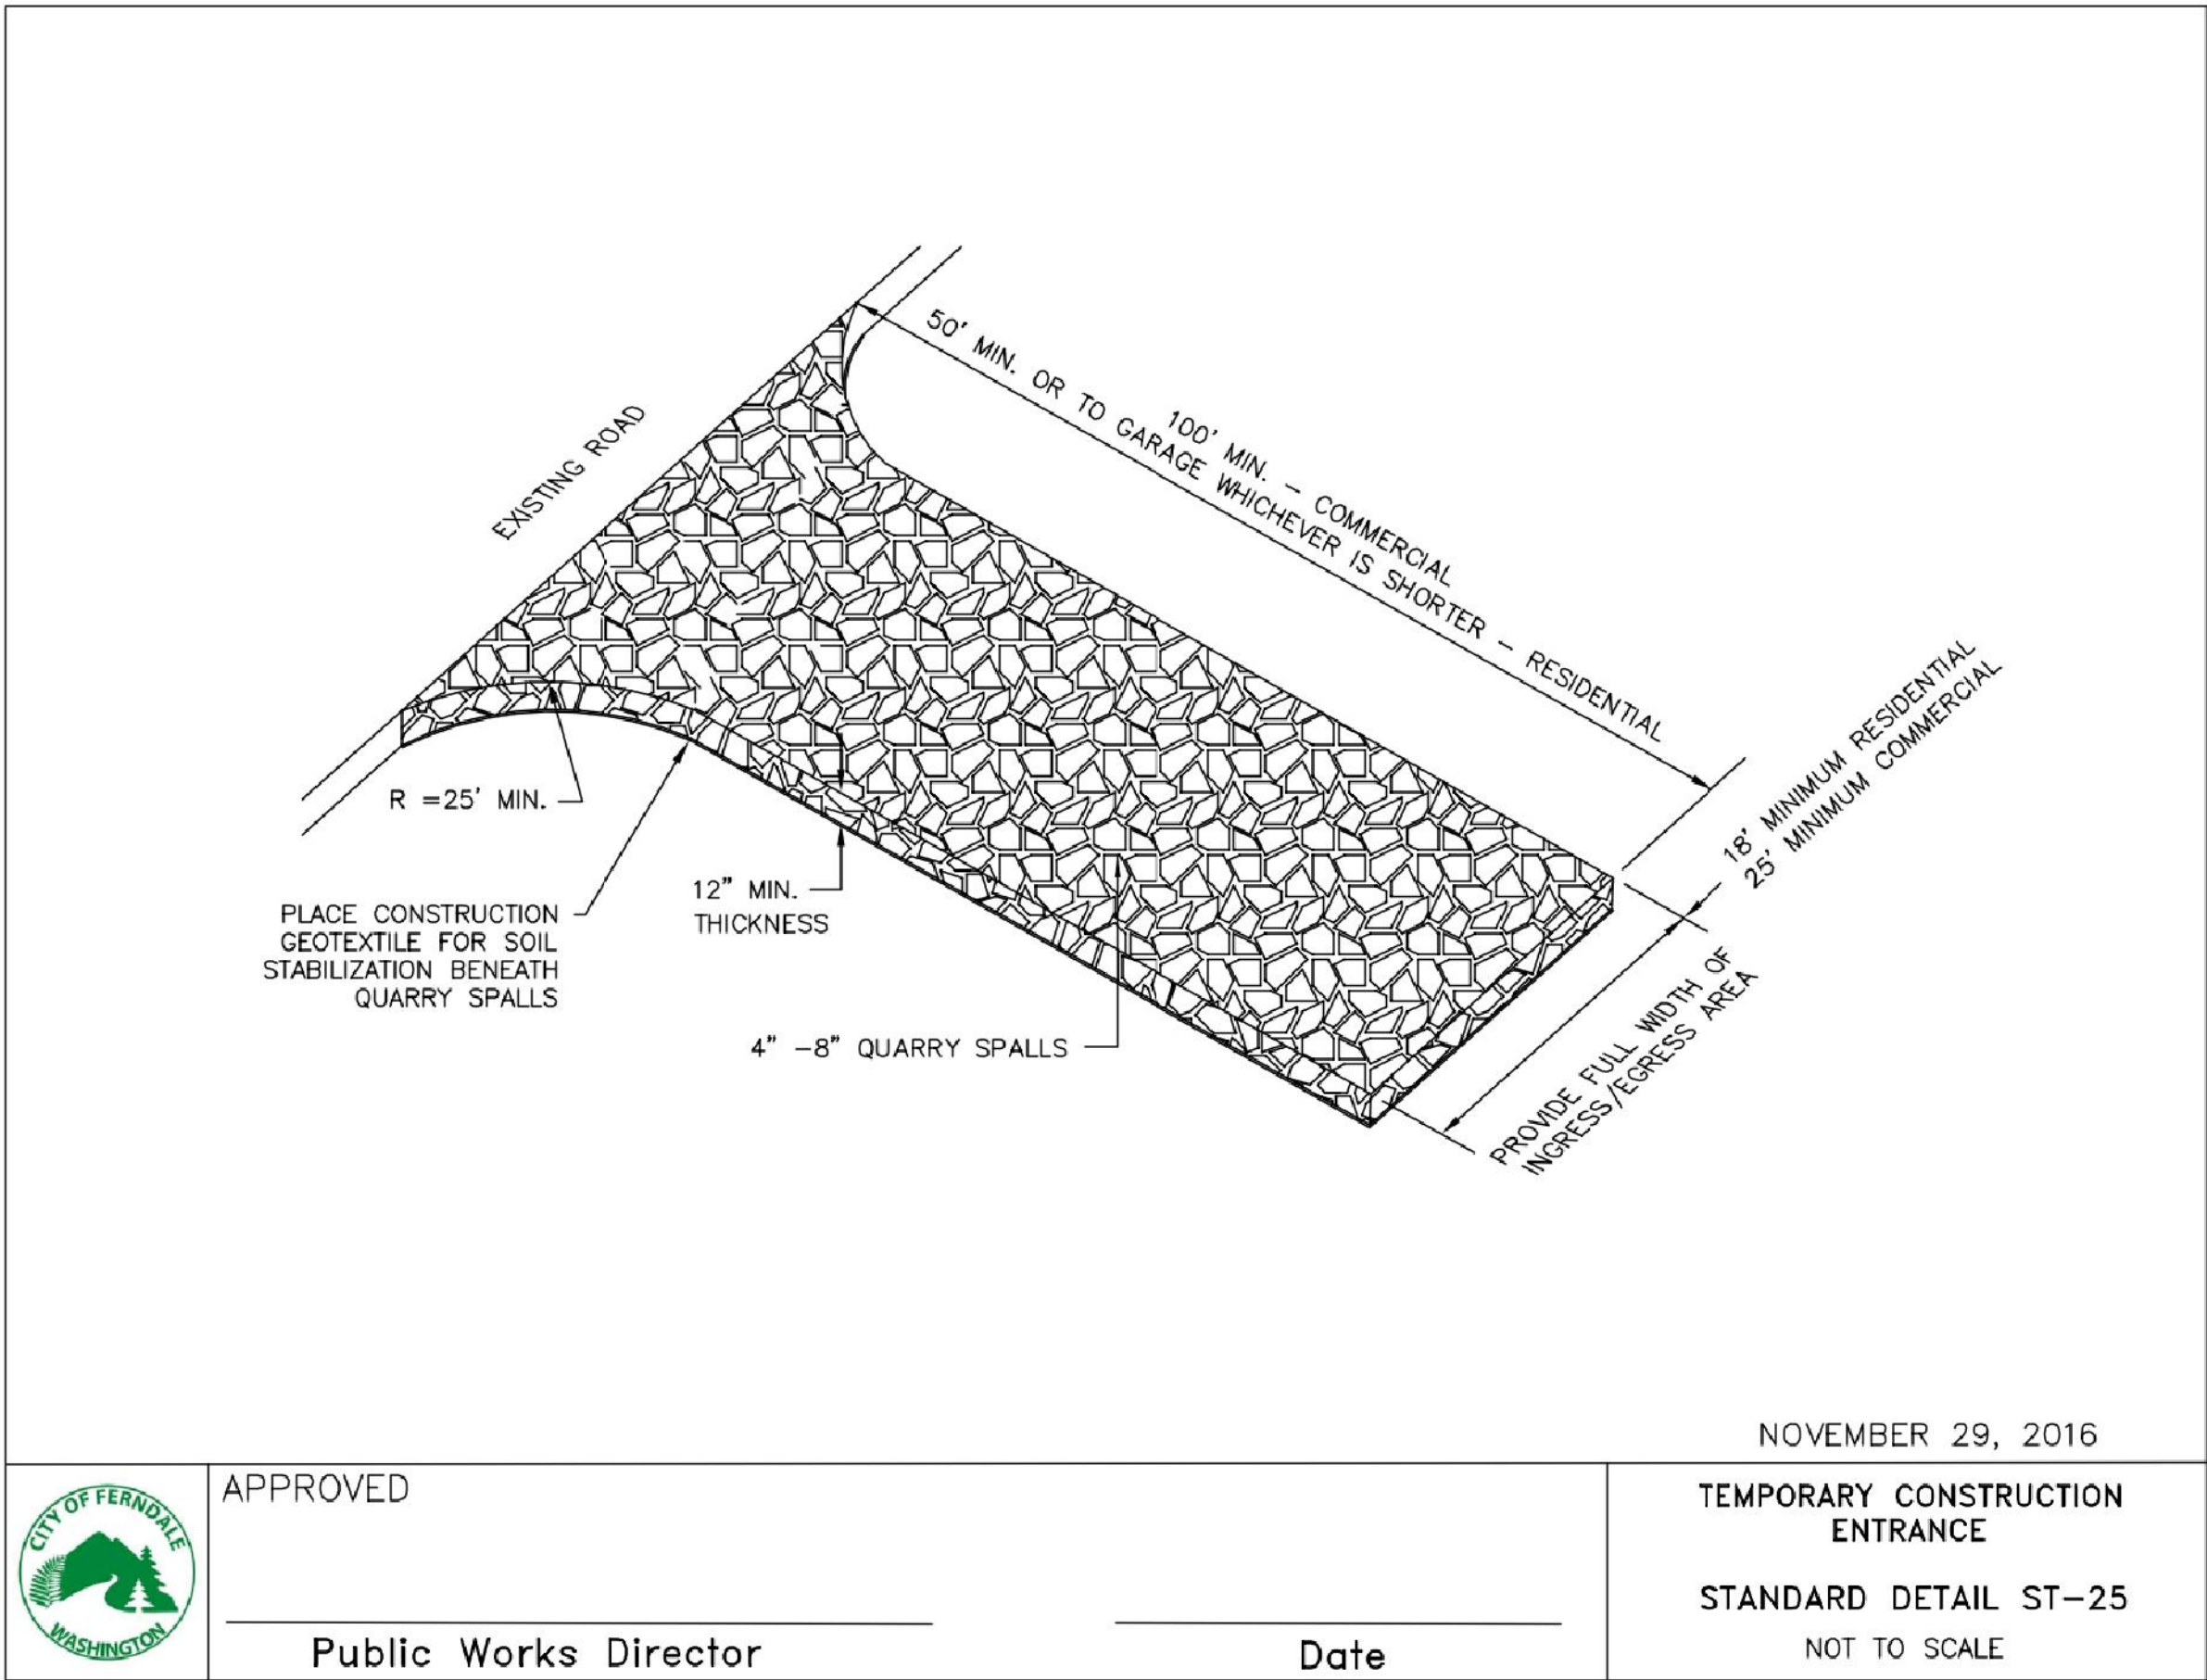 EXISTING ROAD
100' MIN. – COMMERCIAL
50' MIN. OR TO GARAGE WHICHEVER IS SHORTER – RESIDENTIAL
18' MINIMUM RESIDENTIAL
25' MINIMUM COMMERCIAL
R =25' MIN.
12" MIN.
THICKNESS
PLACE CONSTRUCTION
GEOTEXTILE FOR SOIL
STABILIZATION BENEATH
QUARRY SPALLS
4" –8" QUARRY SPALLS
PROVIDE FULL WIDTH OF
INGRESS/EGRESS AREA
NOVEMBER 29, 2016
CITY OF FERNDALE
WASHINGTON
APPROVED
Public Works Director
Date
TEMPORARY CONSTRUCTION
ENTRANCE
STANDARD DETAIL ST–25
NOT TO SCALE